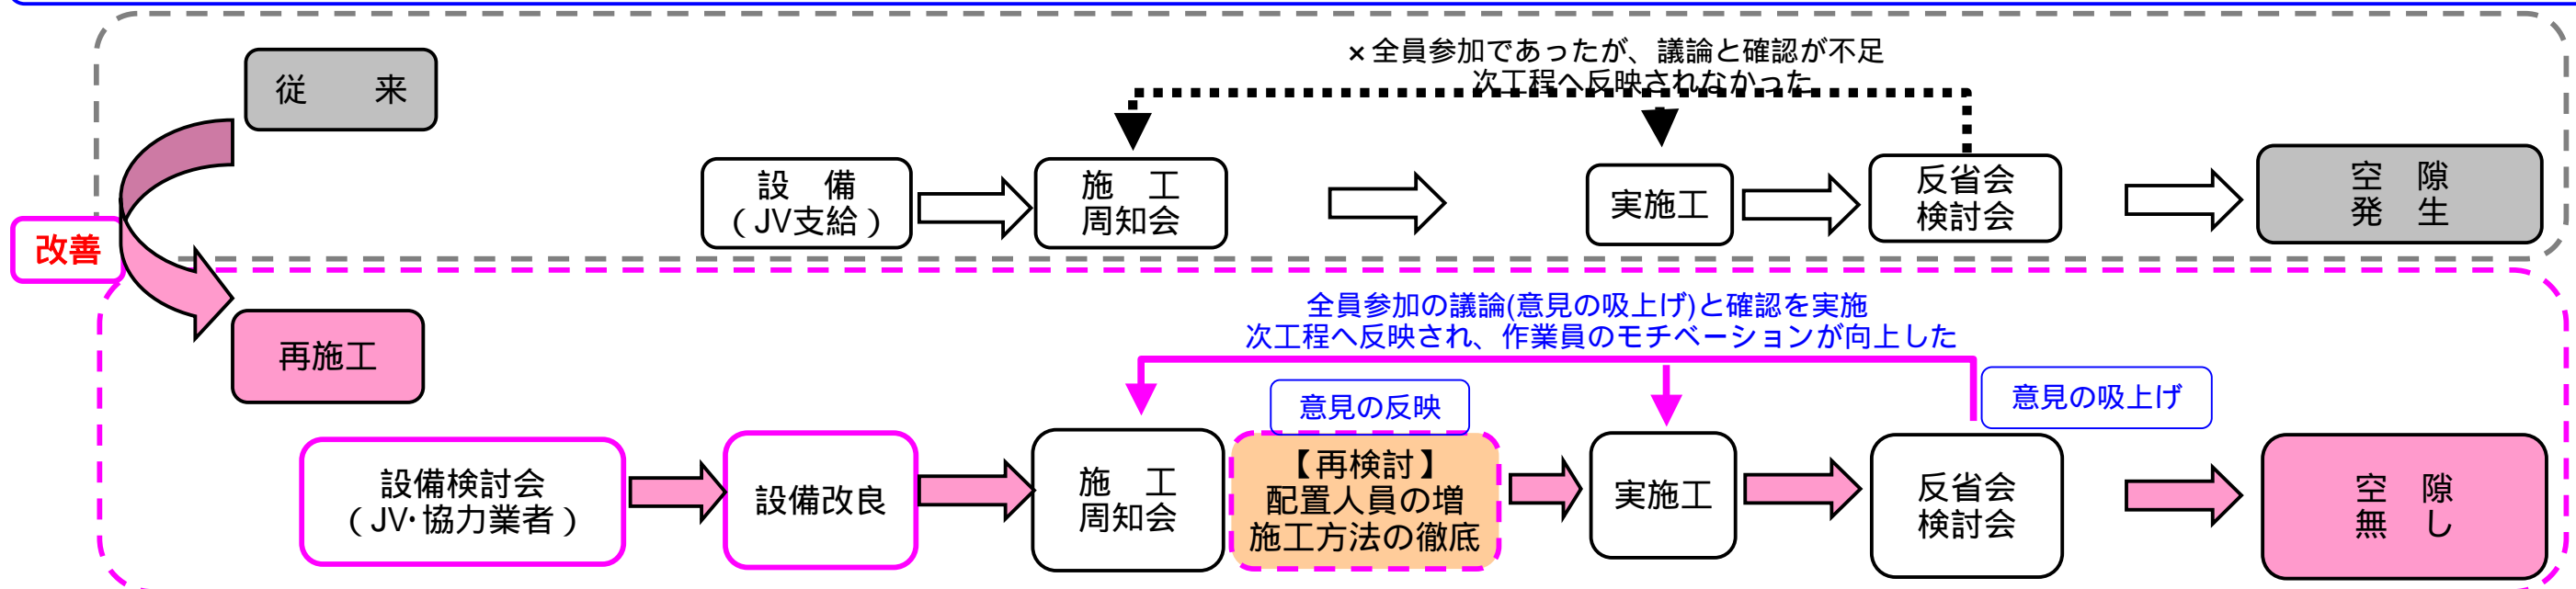 従　来
× 全員参加であったが、議論と確認が不足
次工程へ反映されなかった
設　備
（JV支給）
施　工
周知会
実施工
反省会
検討会
空　隙
発　生
改善
再施工
全員参加の議論(意見の吸上げ)と確認を実施
次工程へ反映され、作業員のモチベーションが向上した
意見の反映
意見の吸上げ
設備検討会
（JV・協力業者）
設備改良
施　工
周知会
【再検討】
配置人員の増
施工方法の徹底
実施工
反省会
検討会
空　隙
無　し